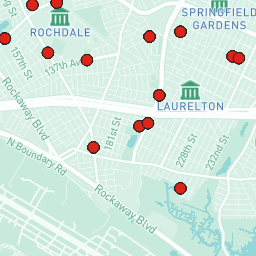 SPRINGFIELD
GARDENS
ROCHDALE
137th Ave
157th St
LAURELTON
181st St
Rockaway Blvd
228th St
232nd St
N Boundary Rd
Rockaway Blvd